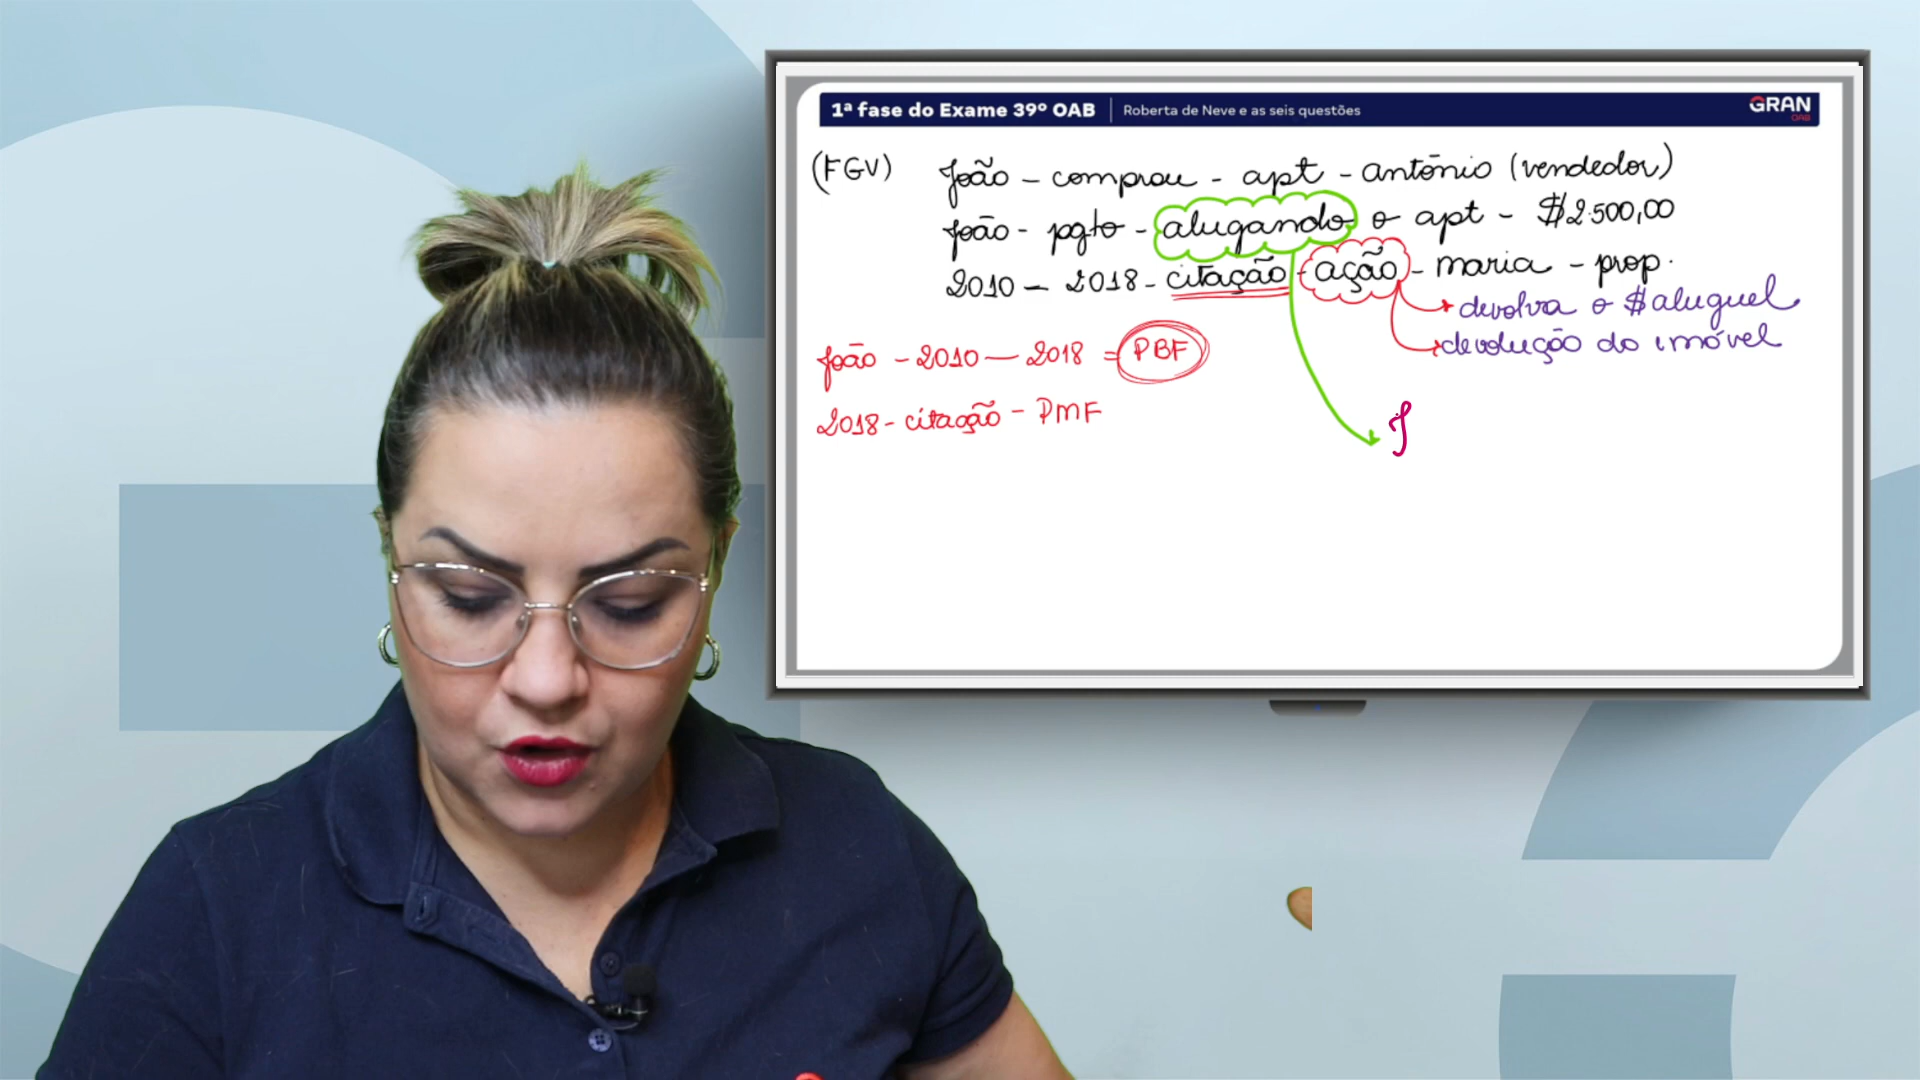 1ª fase do Exame 39º OAB | Roberta de Neve e as seis questões
GRAN
OAB
(FGV) João - comprou - apt - antônio (vendedor)
João - pgto - alugando o apt - $2.500,00
2010 - 2018 - citação - ação - maria - prop.
devolva o $ aluguel
devolução do imóvel
João - 2010 - 2018 = PBF
2018 - citação - PMF